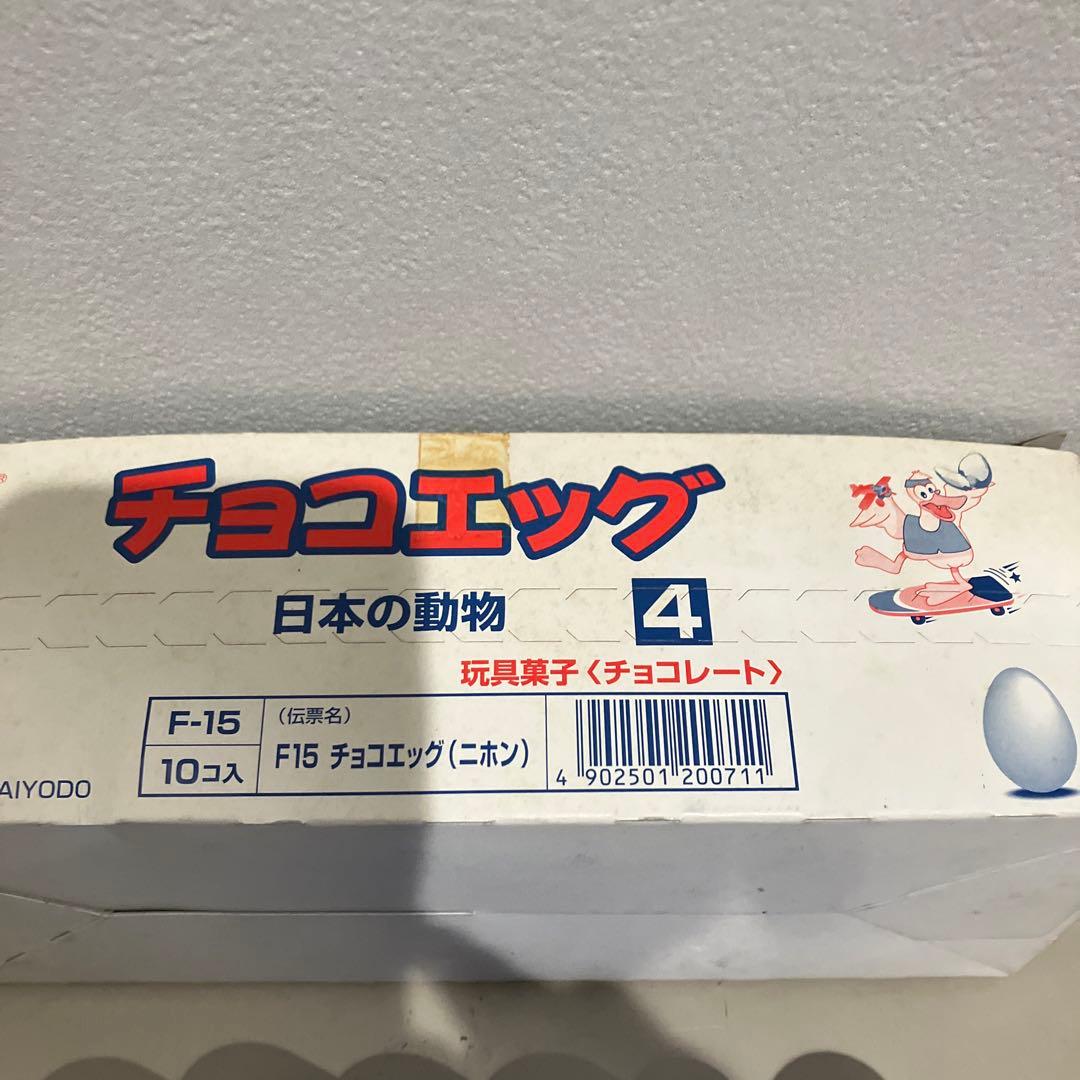 ®
チョコエッグ
日本の動物 4
玩具菓子〈チョコレート〉
F-15
10コ入
(伝票名)
F15 チョコエッグ(ニホン)
4 902501 200711
AIYODO